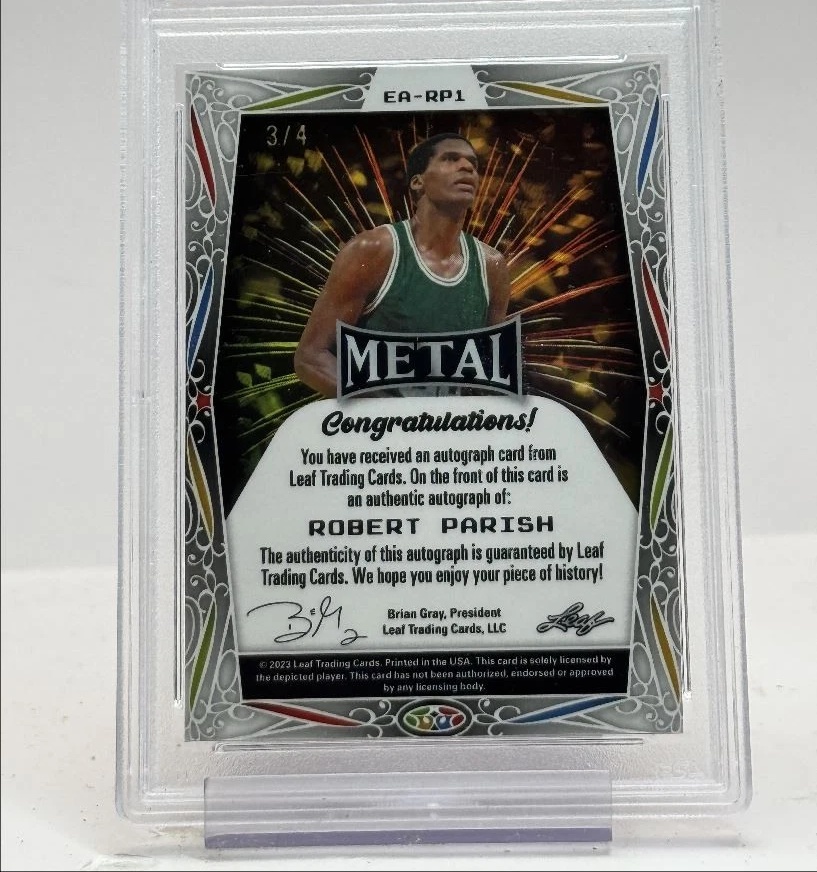 EA-RP1
3/4
METAL
Congratulations!
You have received an autograph card from
Leaf Trading Cards. On the front of this card is
an authentic autograph of:
ROBERT PARISH
The authenticity of this autograph is guaranteed by Leaf
Trading Cards. We hope you enjoy your piece of history!
Brian Gray, President
Leaf Trading Cards, LLC
Leaf
© 2023 Leaf Trading Cards. Printed in the USA. This card is solely licensed by
the depicted player. This card has not been authorized, endorsed or approved
by any licensing body.